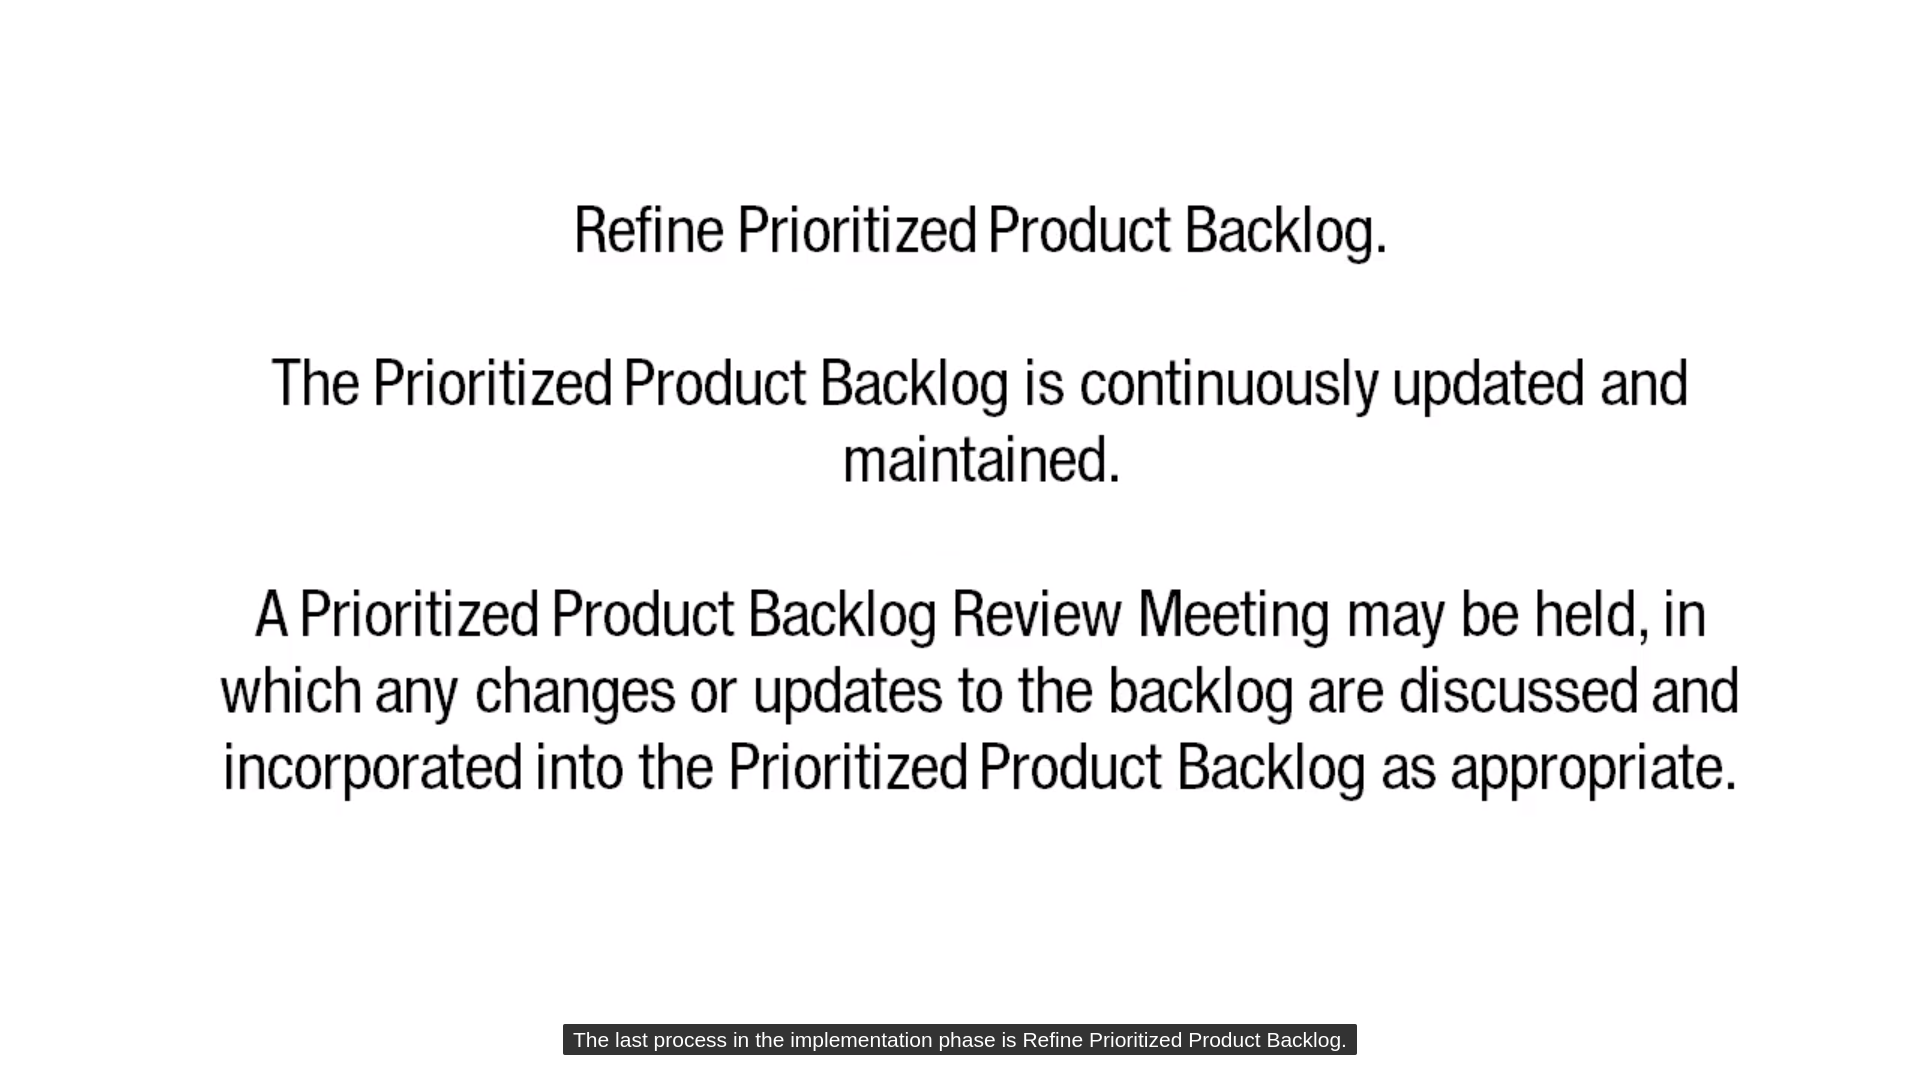 Refine Prioritized Product Backlog.
The Prioritized Product Backlog is continuously updated and
maintained.
A Prioritized Product Backlog Review Meeting may be held, in
which any changes or updates to the backlog are discussed and
incorporated into the Prioritized Product Backlog as appropriate.
The last process in the implementation phase is Refine Prioritized Product Backlog.